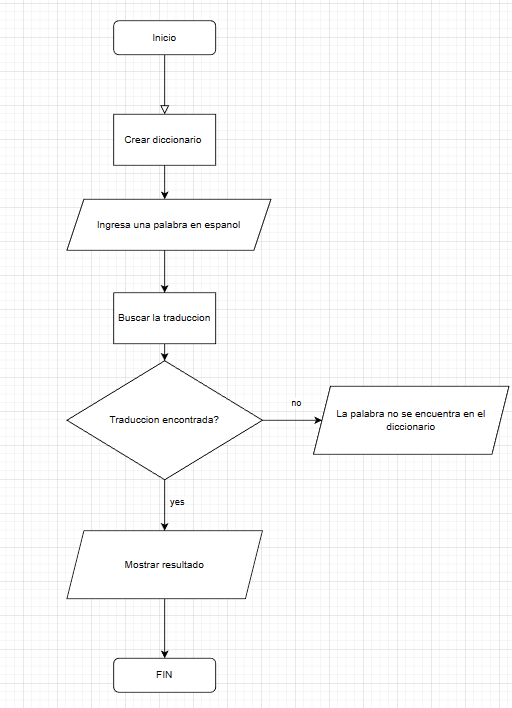 Inicio
Crear diccionario
Ingresa una palabra en espanol
Buscar la traduccion
Traduccion encontrada?
no
La palabra no se encuentra en el
diccionario
yes
Mostrar resultado
FIN